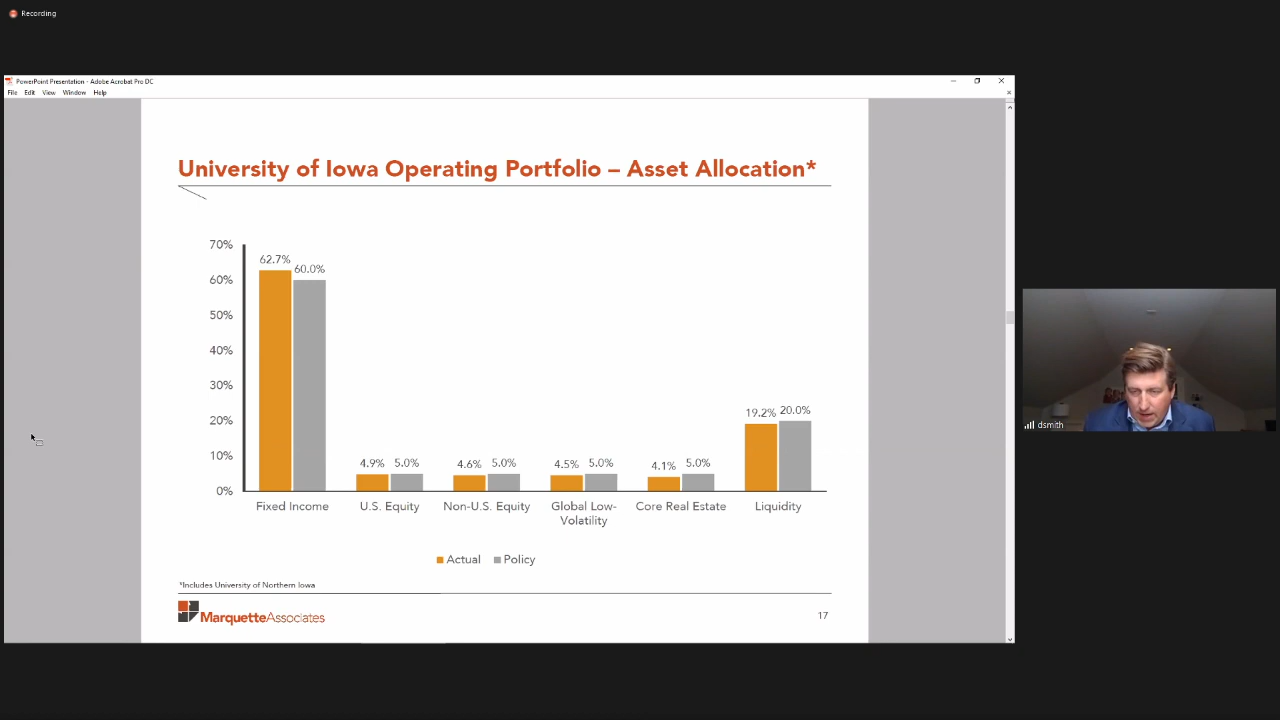 Recording
PowerPoint Presentation - Adobe Acrobat Pro DC
File Edit View Window Help
University of Iowa Operating Portfolio – Asset Allocation*
70%
60%
50%
40%
30%
20%
10%
0%
62.7% 60.0%
4.9% 5.0%
4.6% 5.0%
4.5% 5.0%
4.1% 5.0%
19.2% 20.0%
Fixed Income
U.S. Equity
Non-U.S. Equity
Global Low-
Volatility
Core Real Estate
Liquidity
Actual Policy
*Includes University of Northern Iowa
MarquetteAssociates
17
dsmith